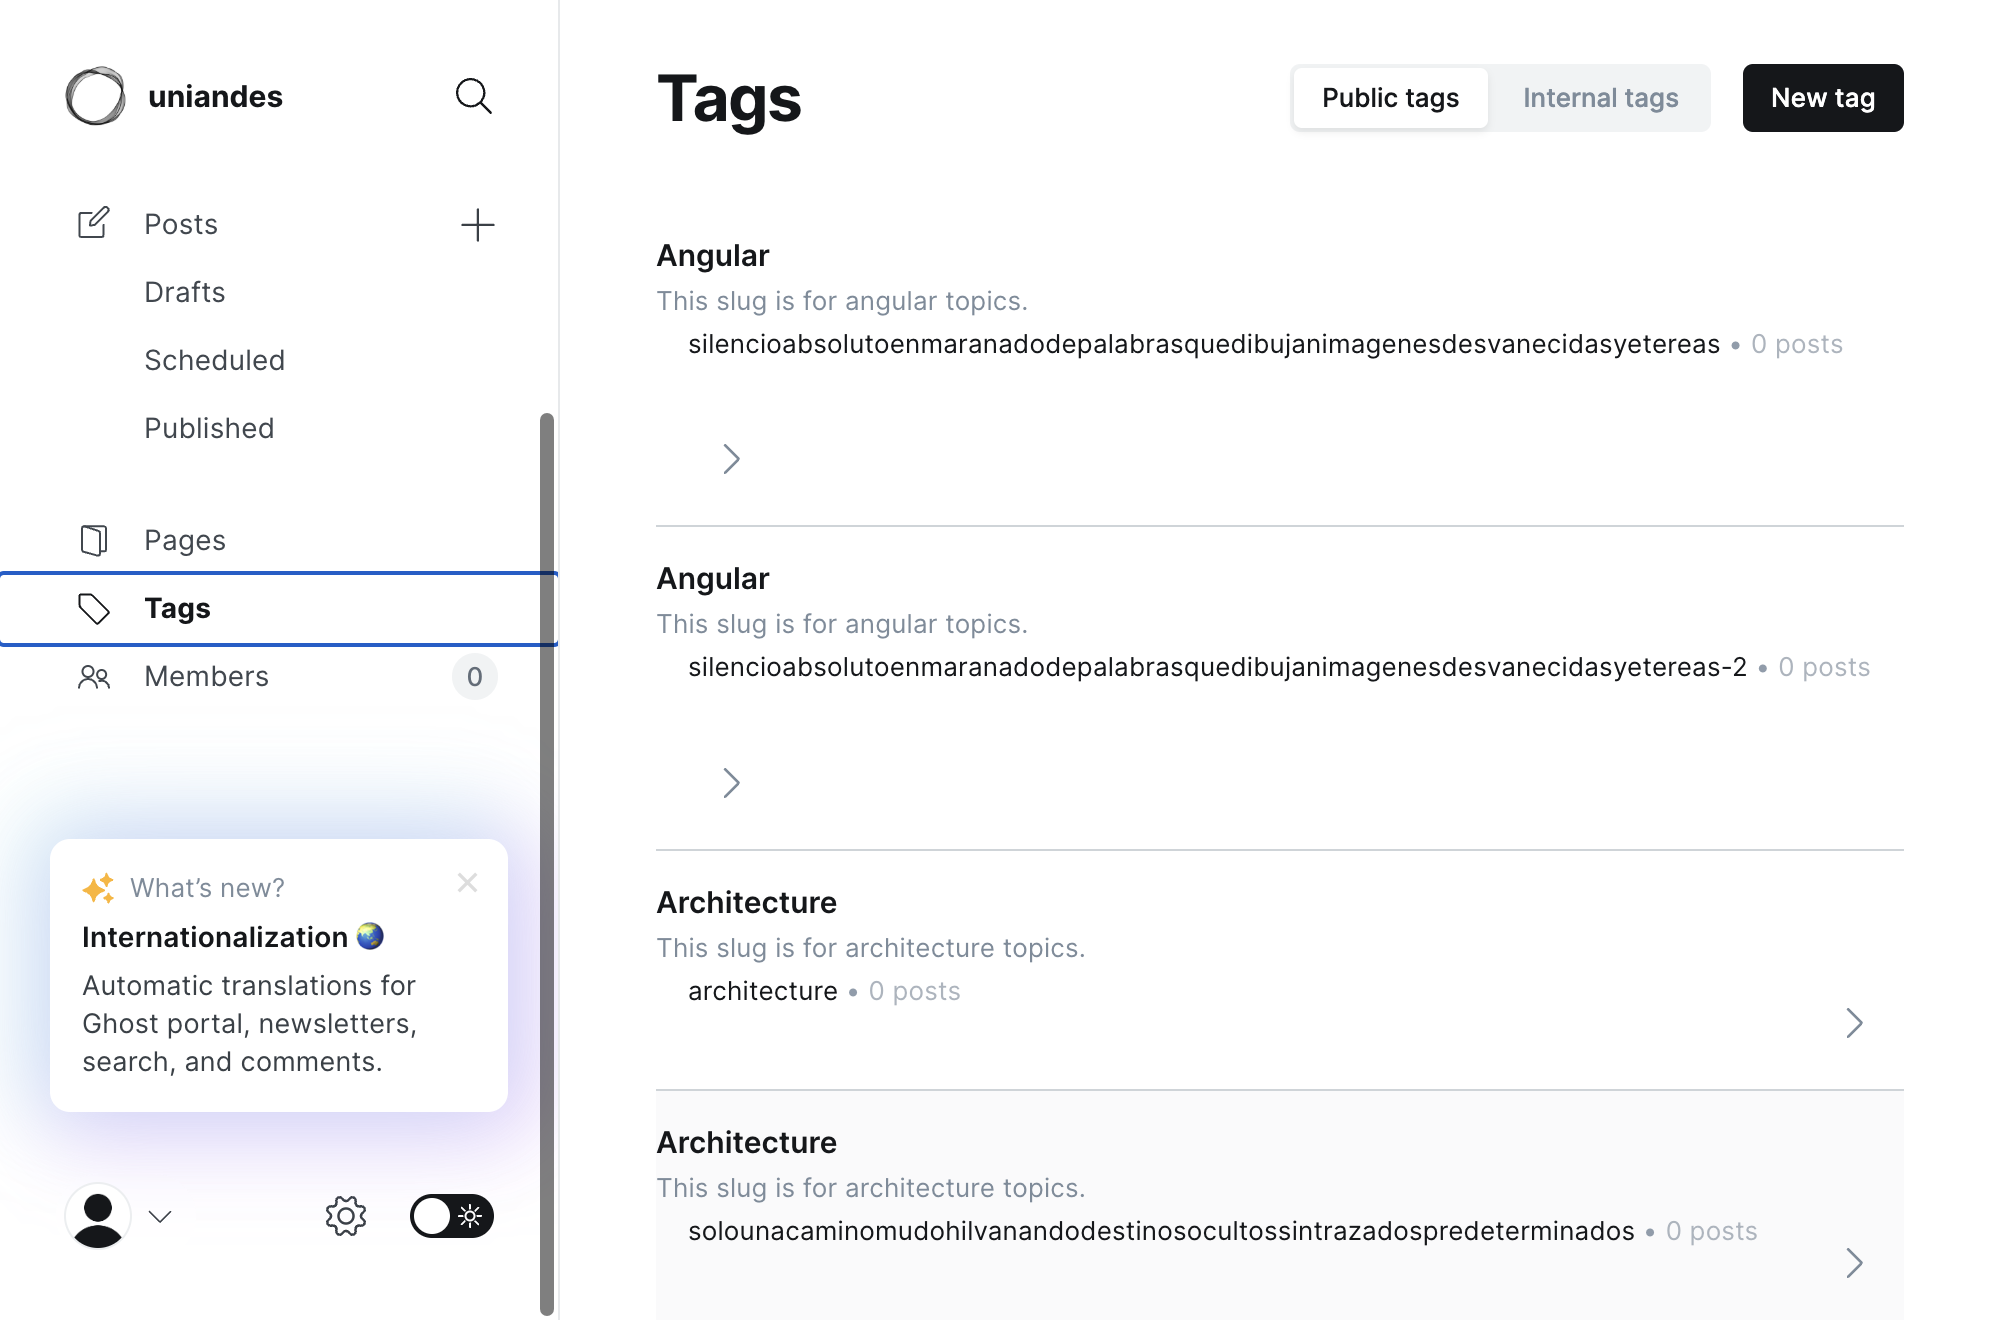 uniandes
Posts
Drafts
Scheduled
Published
Pages
Tags
Members 0
What’s new?
Internationalization
Automatic translations for
Ghost portal, newsletters,
search, and comments.
Tags
Public tags Internal tags New tag
Angular
This slug is for angular topics.
silencioabsolutoenmaranadodepalabrasquedibujanimagenesdesvanecidasyetereas • 0 posts
Angular
This slug is for angular topics.
silencioabsolutoenmaranadodepalabrasquedibujanimagenesdesvanecidasyetereas-2 • 0 posts
Architecture
This slug is for architecture topics.
architecture • 0 posts
Architecture
This slug is for architecture topics.
solounacaminomudohilvanandodestinosocultossintrazadospredeterminados • 0 posts